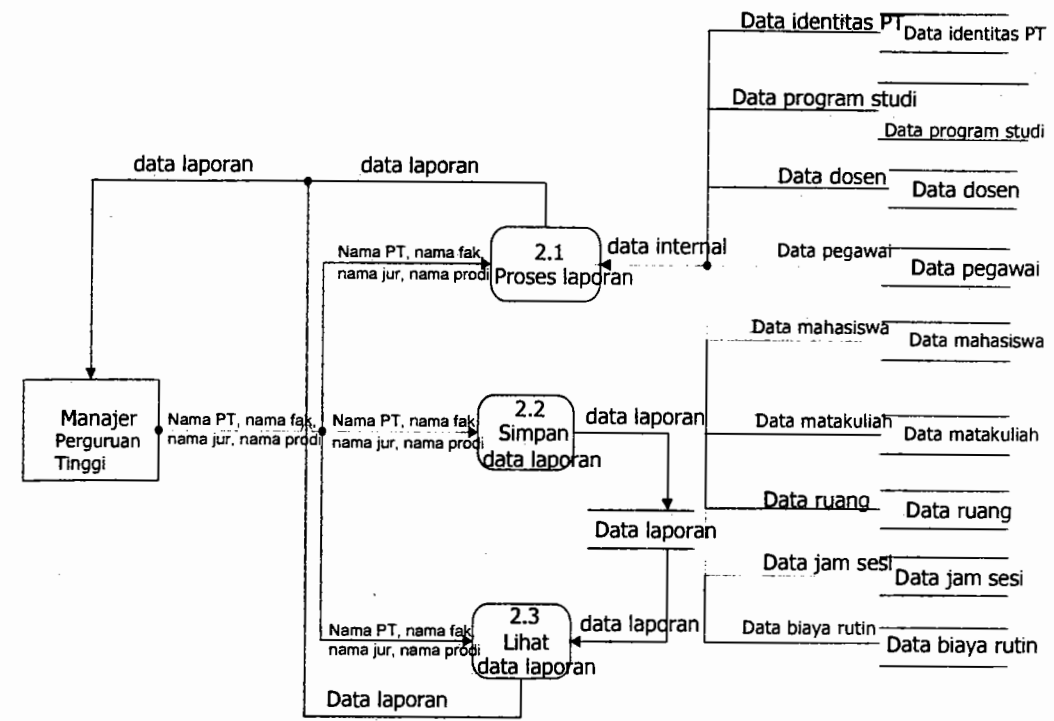 Data identitas PT
Data identitas PT
Data program studi
Data program studi
data laporan
data laporan
Data dosen
Data dosen
Nama PT, nama fak,
nama jur, nama prodi
2.1
Proses laporan
data internal
Data pegawai
Data pegawai
Data mahasiswa
Data mahasiswa
Manajer
Perguruan
Tinggi
Nama PT, nama fak,
nama jur, nama prodi
Nama PT, nama fak,
nama jur, nama prodi
2.2
Simpan
data laporan
data laporan
Data matakuliah
Data matakuliah
Data ruang
Data ruang
Data laporan
Data jam sesi
Data jam sesi
Nama PT, nama fak,
nama jur, nama prodi
2.3
Lihat
data laporan
data laporan
Data biaya rutin
Data biaya rutin
Data laporan